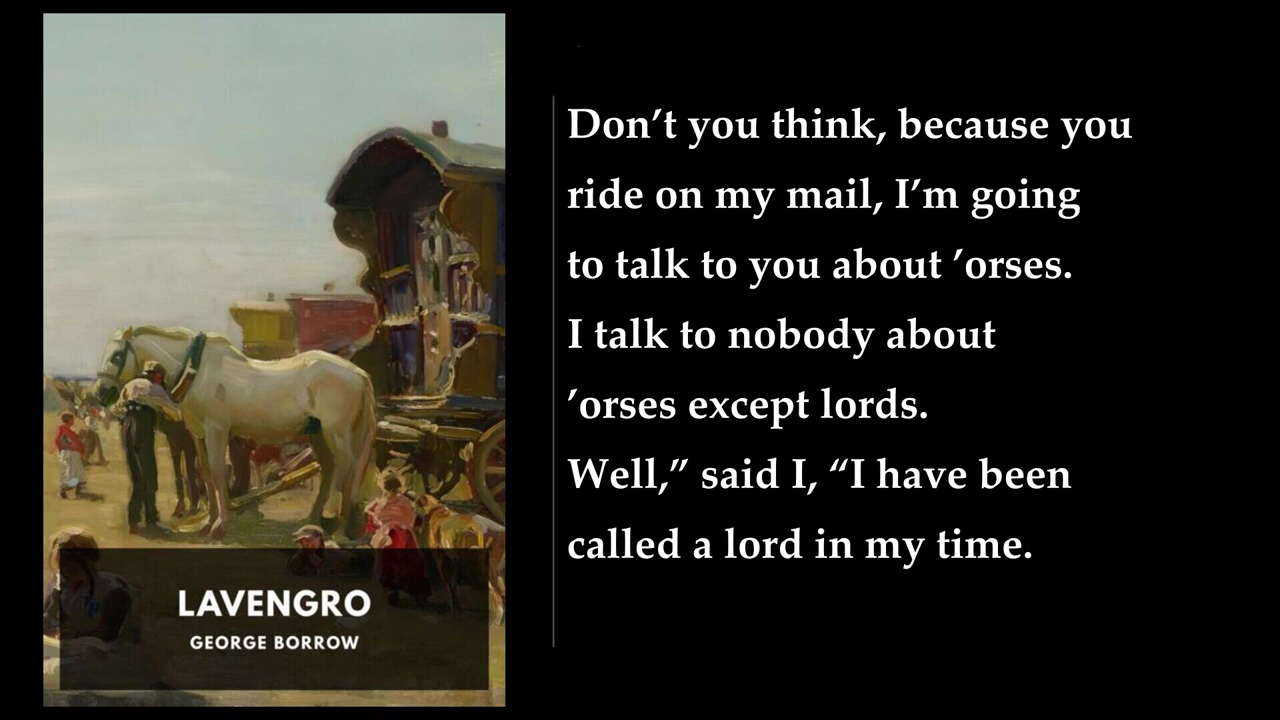 Don’t you think, because you
ride on my mail, I’m going
to talk to you about ’orses.
I talk to nobody about
’orses except lords.
Well,” said I, “I have been
called a lord in my time.
LAVENGRO
GEORGE BORROW